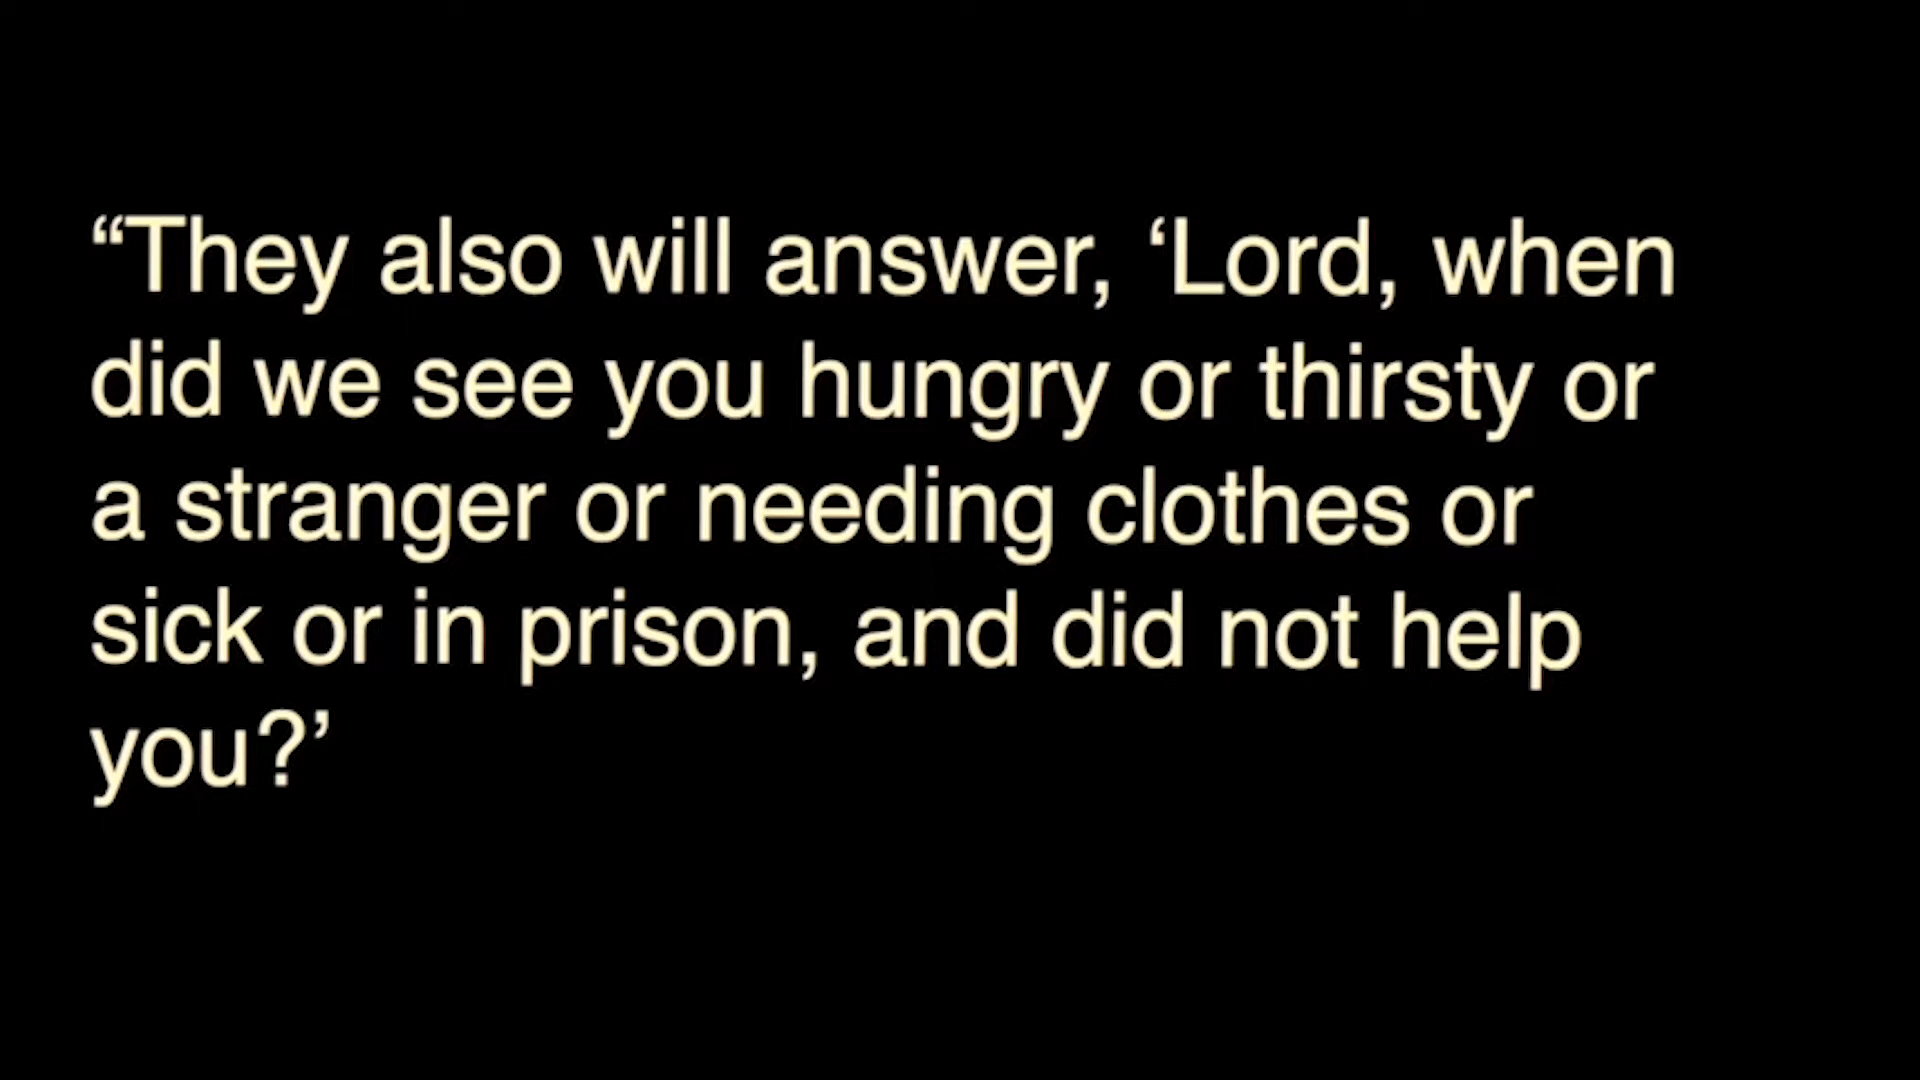 “They also will answer, ‘Lord, when
did we see you hungry or thirsty or
a stranger or needing clothes or
sick or in prison, and did not help
you?’